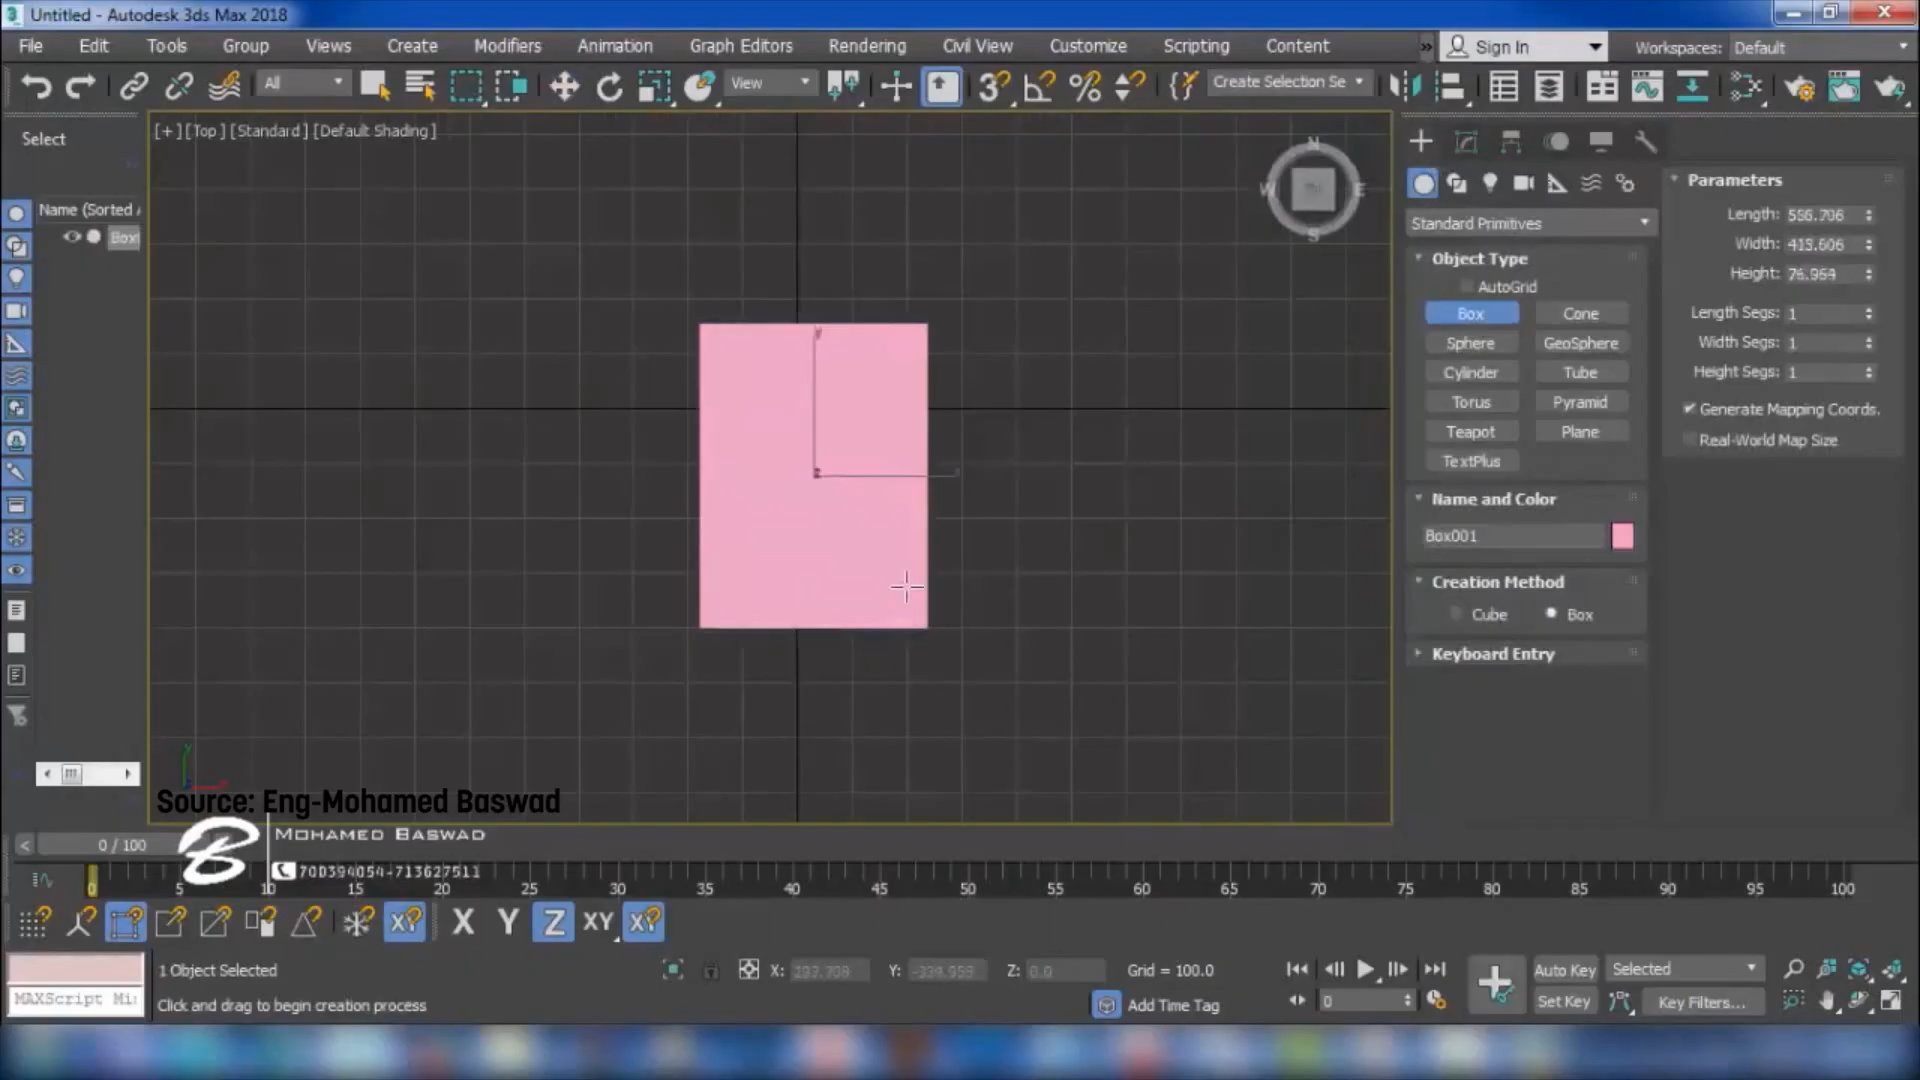 Untitled - Autodesk 3ds Max 2018
File Edit Tools Group Views Create Modifiers Animation Graph Editors Rendering Civil View Customize Scripting Content » Sign In Workspaces: Default
All View Create Selection Se
Select
[+][Top][Standard][Default Shading]
N
W E
S
Name (Sorted
Box
Standard Primitives
Object Type
AutoGrid
Box Cone
Sphere GeoSphere
Cylinder Tube
Torus Pyramid
Teapot Plane
TextPlus
Name and Color
Box001
Creation Method
Cube Box
Keyboard Entry
Parameters
Length: 556.706
Width: 413.606
Height: 76.954
Length Segs: 1
Width Segs: 1
Height Segs: 1
Generate Mapping Coords.
Real-World Map Size
Source: Eng-Mohamed Baswad
Mohamed Baswad
700394054-713627511
0 / 100
0 5 10 15 20 25 30 35 40 45 50 55 60 65 70 75 80 85 90 95 100
X Y Z XY
1 Object Selected
X: Y: Z: 0.0 Grid = 100.0
Auto Key Selected
MAXScript Mi
Click and drag to begin creation process
Add Time Tag
0
Set Key Key Filters...